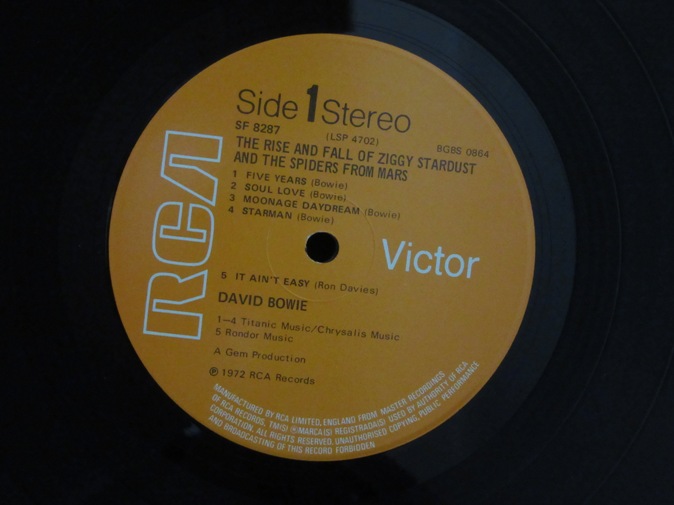 Side 1 Stereo
SF 8287
(LSP 4702)
BGBS 0864
THE RISE AND FALL OF ZIGGY STARDUST
AND THE SPIDERS FROM MARS
1 FIVE YEARS (Bowie)
2 SOUL LOVE (Bowie)
3 MOONAGE DAYDREAM (Bowie)
4 STARMAN (Bowie)
RCA
Victor
5 IT AIN'T EASY (Ron Davies)
DAVID BOWIE
1—4 Titanic Music/Chrysalis Music
5 Rondor Music
A Gem Production
℗ 1972 RCA Records
MANUFACTURED BY RCA LIMITED, ENGLAND FROM MASTER RECORDINGS
OF RCA RECORDS. TM(S) ® MARCA(S) REGISTRADA(S) USED BY AUTHORITY OF RCA
CORPORATION. ALL RIGHTS RESERVED. UNAUTHORISED COPYING, PUBLIC PERFORMANCE
AND BROADCASTING OF THIS RECORD FORBIDDEN